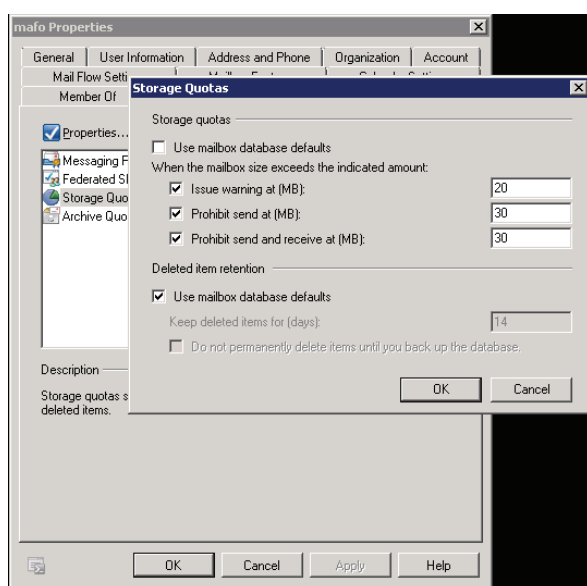 mafo Properties
General User Information Address and Phone Organization Account
Mail Flow Setti
Member Of
Storage Quotas
Properties...
Messaging F
Federated S
Storage Quo
Archive Quo
Description
Storage quotas s
deleted items.
Storage quotas
Use mailbox database defaults
When the mailbox size exceeds the indicated amount:
Issue warning at (MB): 20
Prohibit send at (MB): 30
Prohibit send and receive at (MB): 30
Deleted item retention
Use mailbox database defaults
Keep deleted items for (days): 14
Do not permanently delete items until you back up the database.
OK Cancel
OK Cancel Apply Help